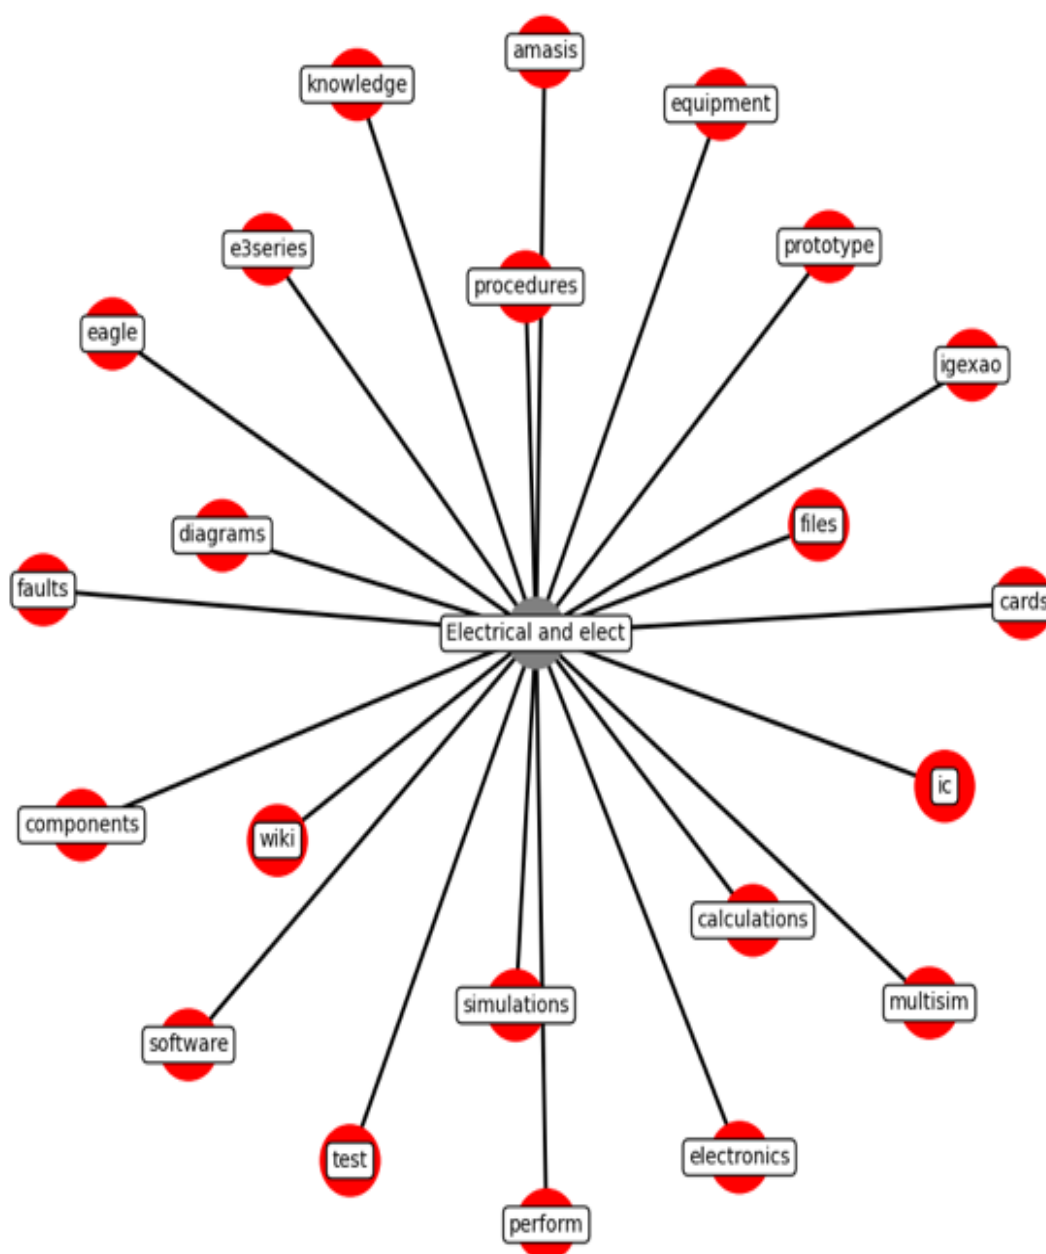 amasis
knowledge
equipment
e3series
prototype
procedures
eagle
igexao
files
diagrams
faults
cards
Electrical and elect
ic
components
wiki
calculations
multisim
simulations
software
test
electronics
perform